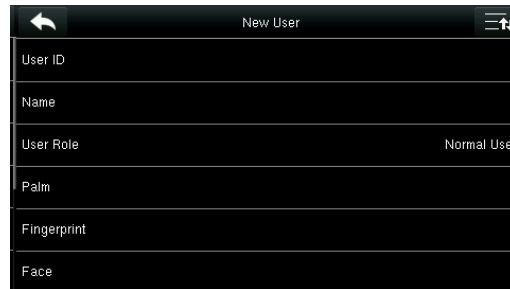 New User
User ID
Name
User Role Normal Use
Palm
Fingerprint
Face